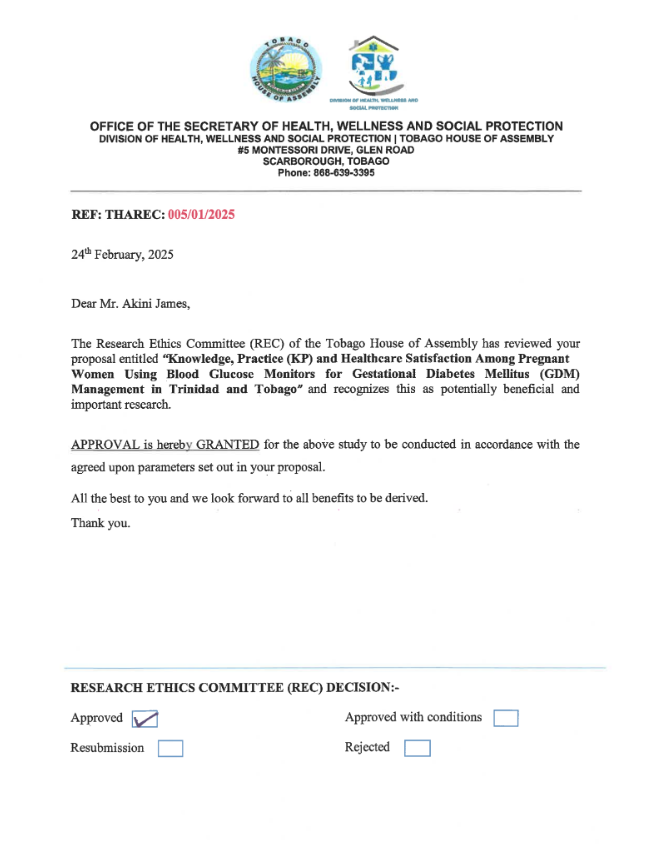 TOBAGO
HOUSE OF ASSEMBLY
DIVISION OF HEALTH, WELLNESS AND
SOCIAL PROTECTION
OFFICE OF THE SECRETARY OF HEALTH, WELLNESS AND SOCIAL PROTECTION
DIVISION OF HEALTH, WELLNESS AND SOCIAL PROTECTION | TOBAGO HOUSE OF ASSEMBLY
#5 MONTESSORI DRIVE, GLEN ROAD
SCARBOROUGH, TOBAGO
Phone: 868-639-3395
REF: THAREC: 005/01/2025
24th February, 2025
Dear Mr. Akini James,
The Research Ethics Committee (REC) of the Tobago House of Assembly has reviewed your
proposal entitled "Knowledge, Practice (KP) and Healthcare Satisfaction Among Pregnant
Women Using Blood Glucose Monitors for Gestational Diabetes Mellitus (GDM)
Management in Trinidad and Tobago" and recognizes this as potentially beneficial and
important research.
APPROVAL is hereby GRANTED for the above study to be conducted in accordance with the
agreed upon parameters set out in your proposal.
All the best to you and we look forward to all benefits to be derived.
Thank you.
RESEARCH ETHICS COMMITTEE (REC) DECISION:-
Approved
Approved with conditions
Resubmission
Rejected